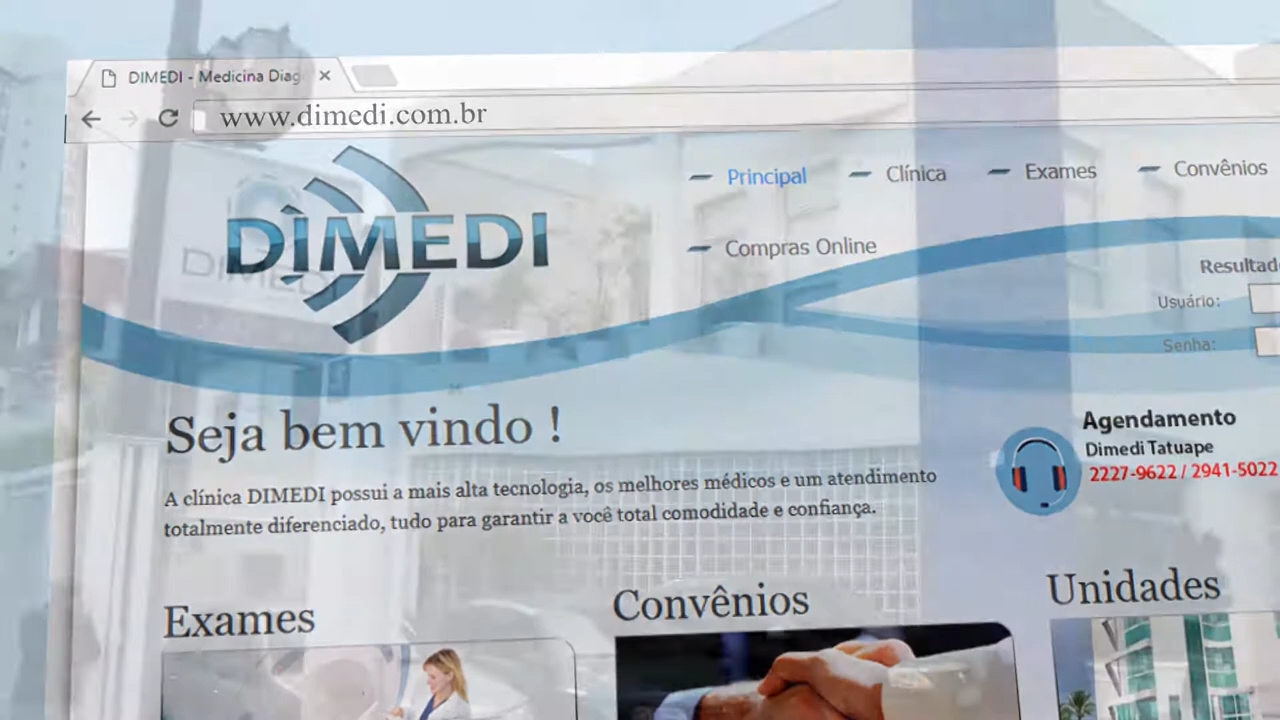 DIMEDI - Medicina Diag
www.dimedi.com.br
DIMEDI
DIMEDI
Principal
Clínica
Exames
Convênios
Compras Online
Resultad
Usuário:
Senha:
Seja bem vindo !
A clínica DIMEDI possui a mais alta tecnologia, os melhores médicos e um atendimento
totalmente diferenciado, tudo para garantir a você total comodidade e confiança.
Agendamento
Dimedi Tatuape
2227-9622 / 2941-5022
Exames
Convênios
Unidades